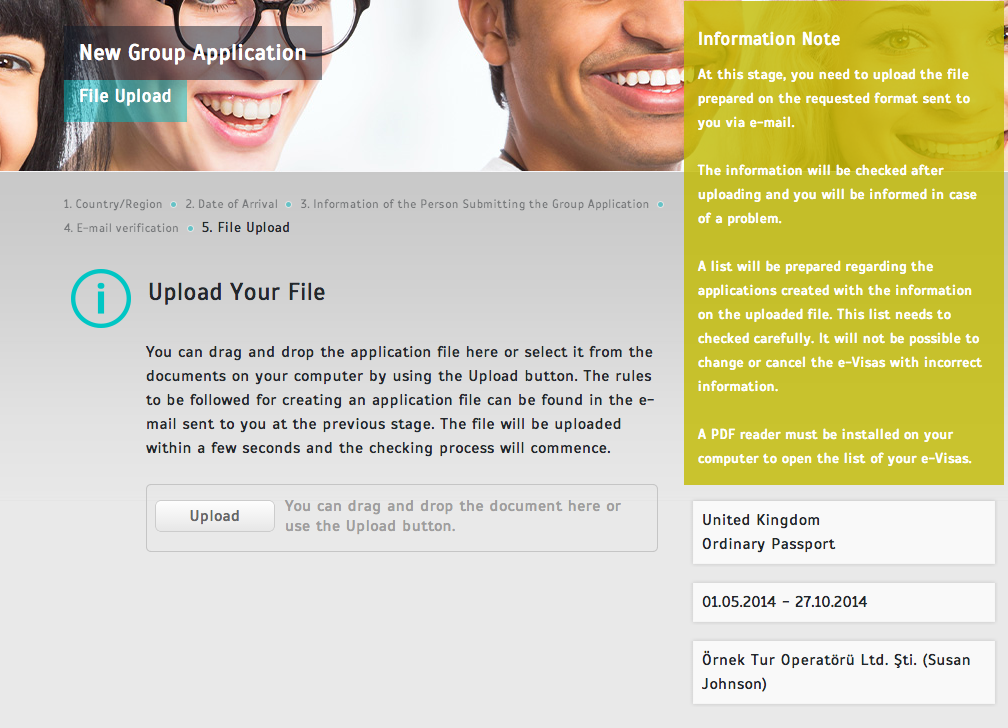 New Group Application
File Upload
1. Country/Region • 2. Date of Arrival • 3. Information of the Person Submitting the Group Application •
4. E-mail verification • 5. File Upload
Upload Your File
You can drag and drop the application file here or select it from the
documents on your computer by using the Upload button. The rules
to be followed for creating an application file can be found in the e-
mail sent to you at the previous stage. The file will be uploaded
within a few seconds and the checking process will commence.
Upload
You can drag and drop the document here or
use the Upload button.
Information Note
At this stage, you need to upload the file
prepared on the requested format sent to
you via e-mail.
The information will be checked after
uploading and you will be informed in case
of a problem.
A list will be prepared regarding the
applications created with the information
on the uploaded file. This list needs to
checked carefully. It will not be possible to
change or cancel the e-Visas with incorrect
information.
A PDF reader must be installed on your
computer to open the list of your e-Visas.
United Kingdom
Ordinary Passport
01.05.2014 - 27.10.2014
Örnek Tur Operatörü Ltd. Şti. (Susan
Johnson)